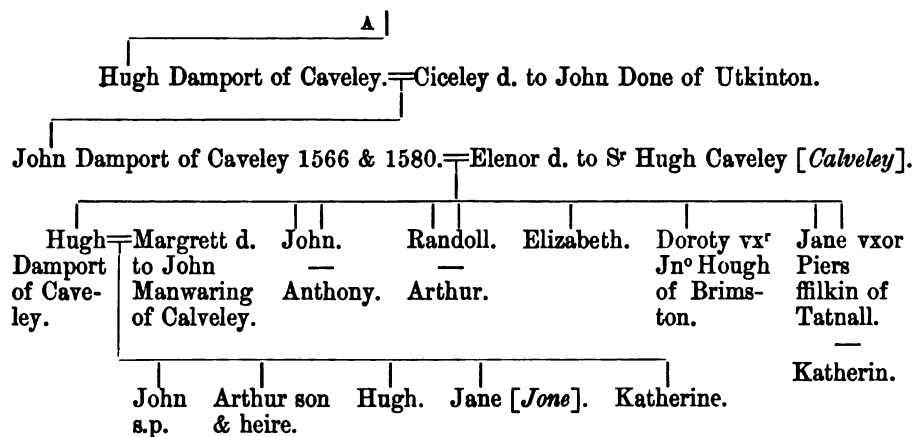 A
Hugh Damport of Caveley.=Ciceley d. to John Done of Utkinton.
John Damport of Caveley 1566 & 1580.=Elenor d. to Sʳ Hugh Caveley [Calveley].
Hugh=Margrett d. John. Randoll. Elizabeth. Doroty vxʳ Jane vxor
Damport to John — — Jnᵒ Hough Piers
of Cave- Manwaring Anthony. Arthur. of Brims- ffilkin of
ley. of Calveley. ton. Tatnall.
—
Katherin.
John Arthur son Hugh. Jane [Jone]. Katherine.
s.p. & heire.